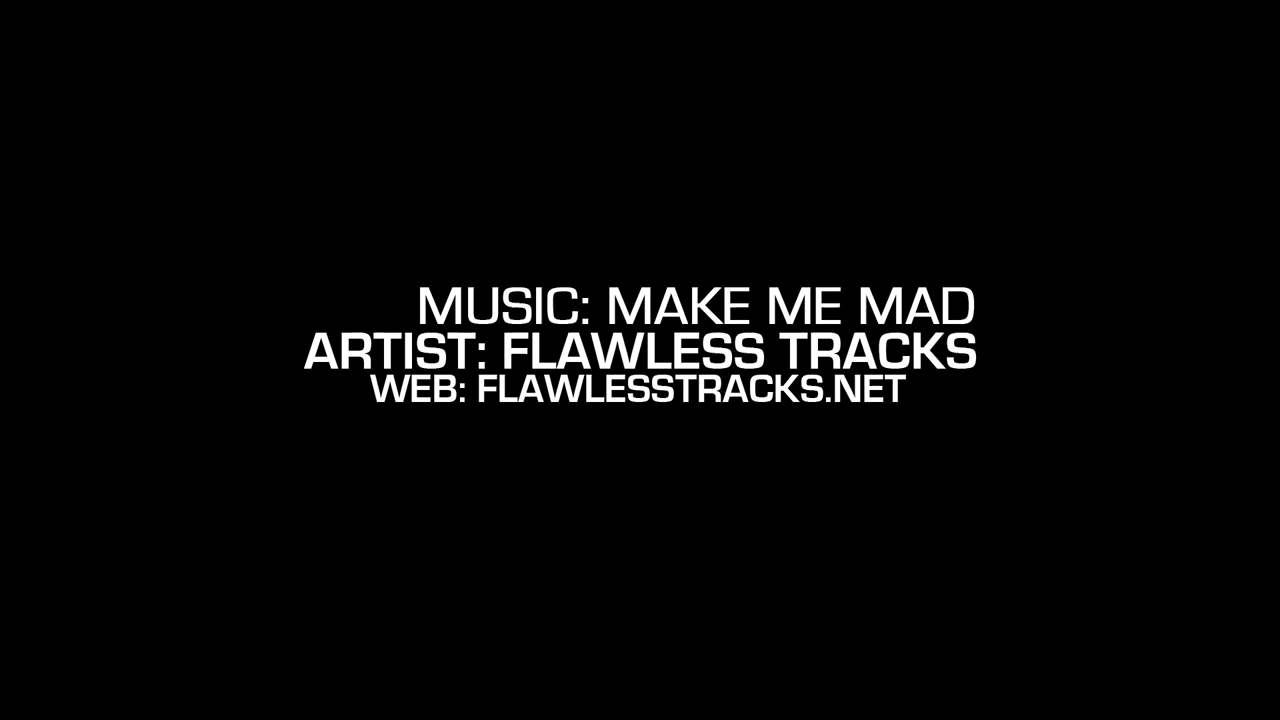 MUSIC: MAKE ME MAD
ARTIST: FLAWLESS TRACKS
WEB: FLAWLESSTRACKS.NET